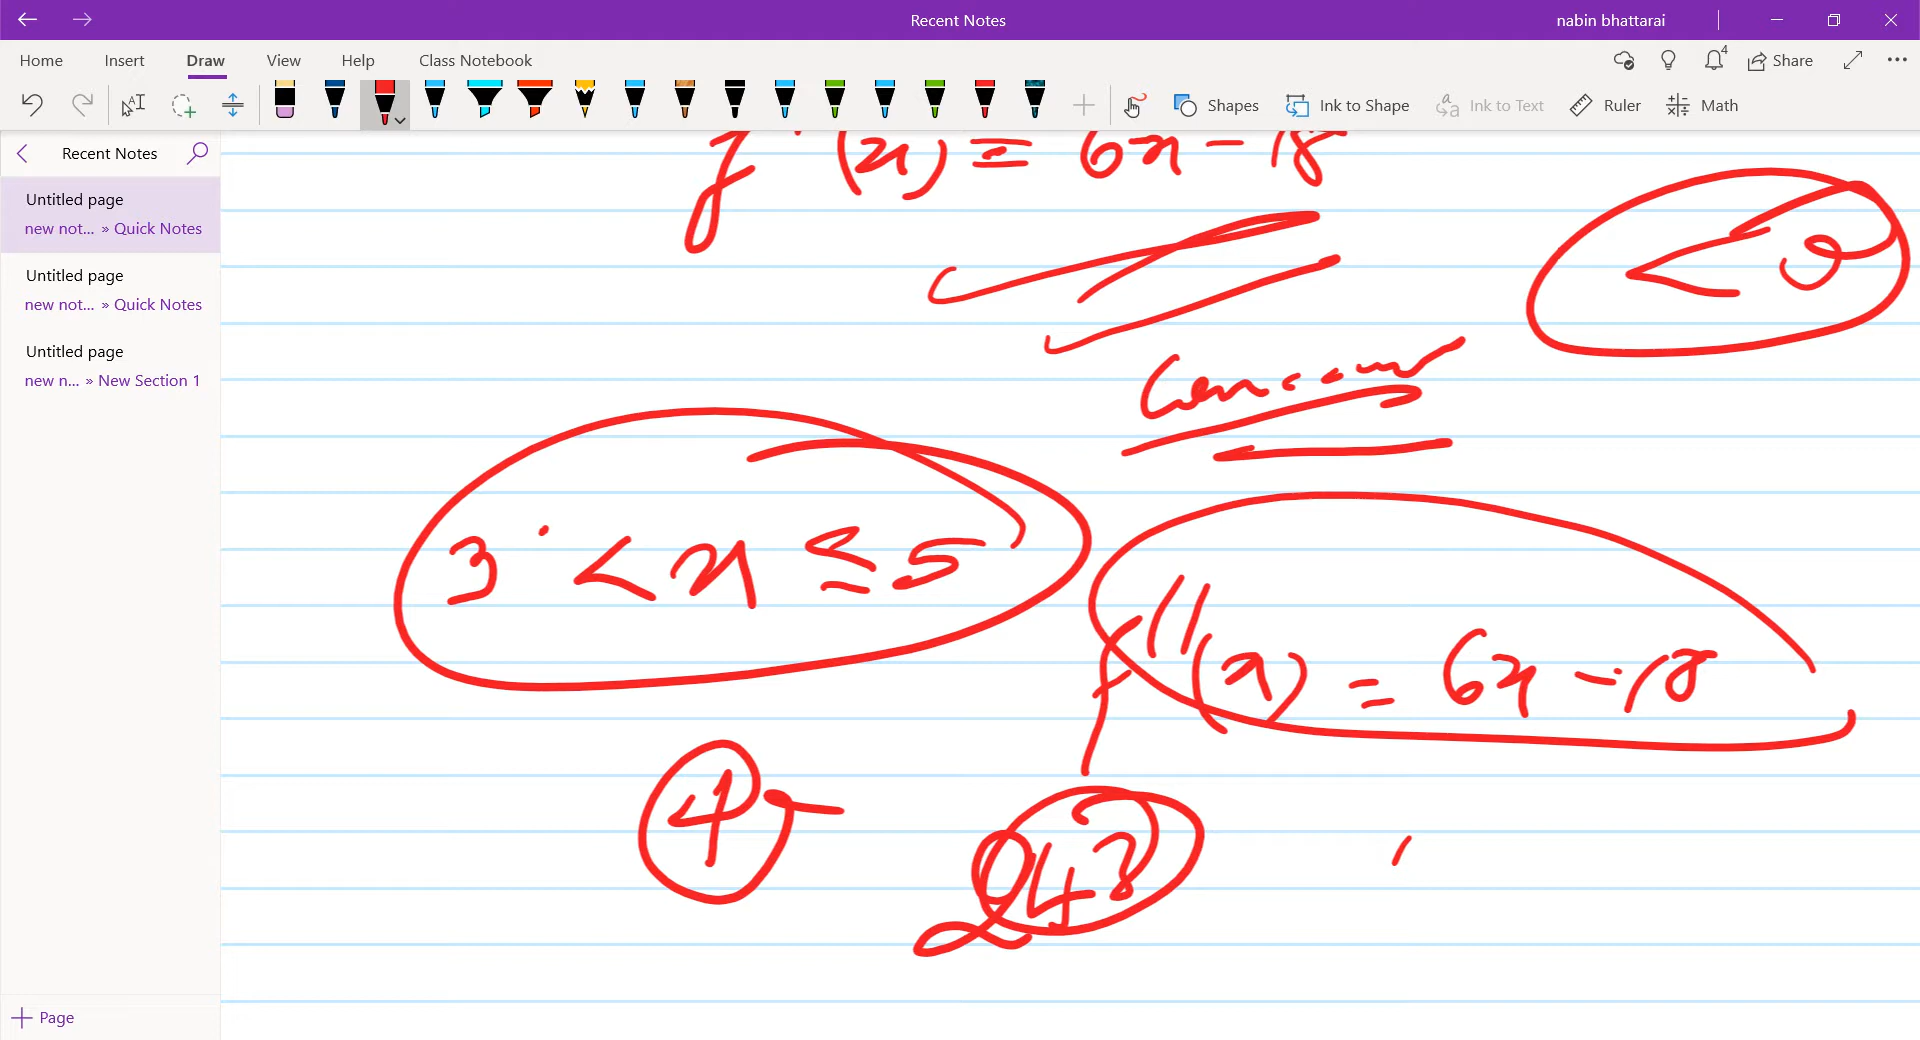 Recent Notes
nabin bhattarai
Home Insert Draw View Help Class Notebook
4 Share
Shapes Ink to Shape Ink to Text Ruler Math
Recent Notes
Untitled page
new not... » Quick Notes
Untitled page
new not... » Quick Notes
Untitled page
new n... » New Section 1
Page
(x) = 6x - 18
<
3 < x ≤ 5
f''(x) = 6x - 18
4